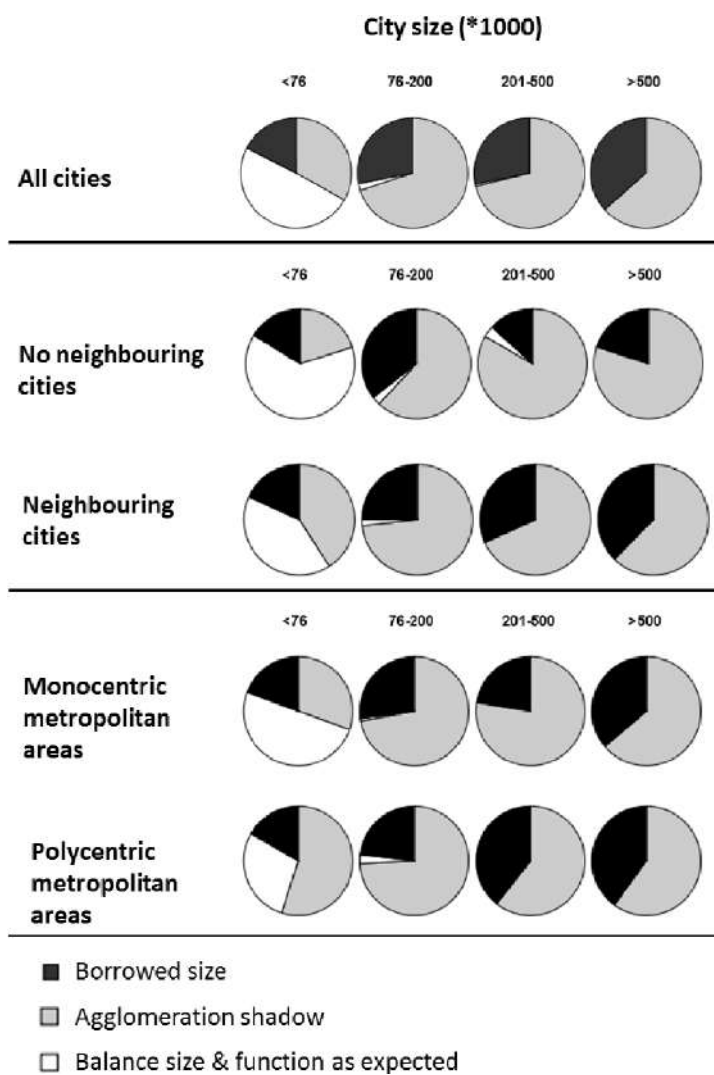 City size (*1000)
<76 76-200 201-500 >500
All cities
<76 76-200 201-500 >500
No neighbouring
cities
Neighbouring
cities
<76 76-200 201-500 >500
Monocentric
metropolitan
areas
Polycentric
metropolitan
areas
Borrowed size
Agglomeration shadow
Balance size & function as expected